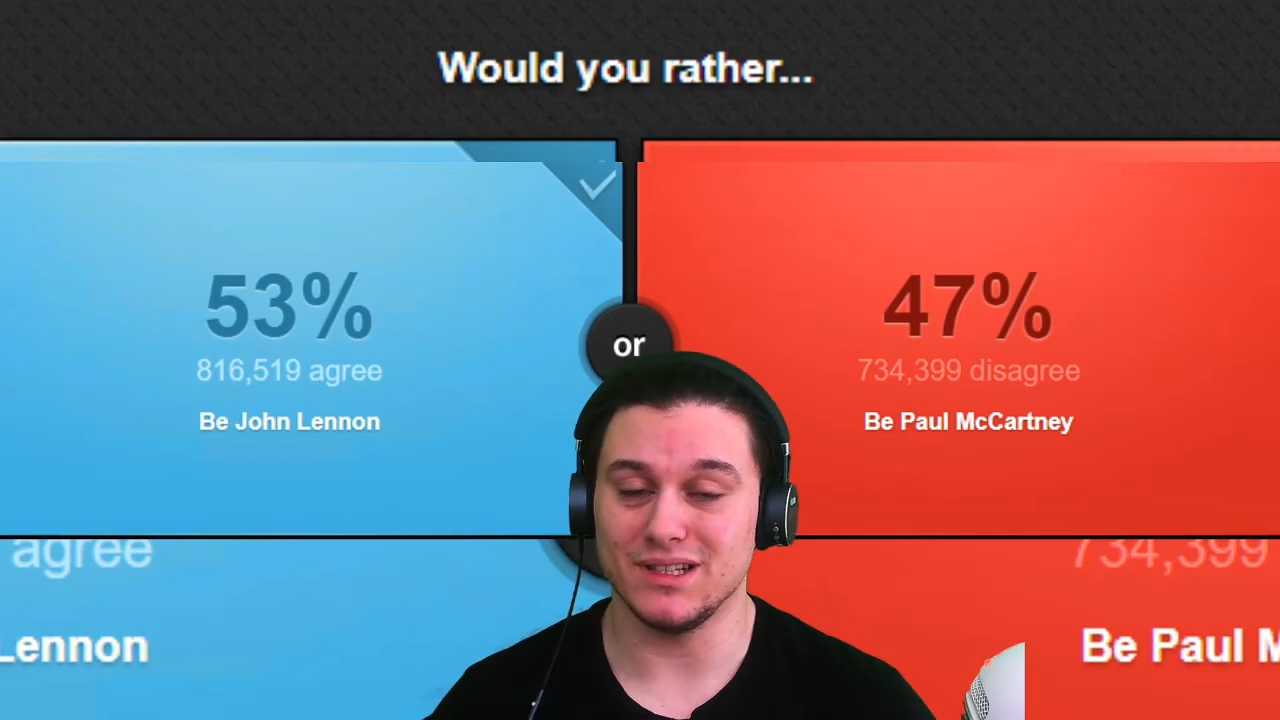 Would you rather...
53%
47%
or
816,519 agree
734,399 disagree
Be John Lennon
Be Paul McCartney
agree
734,399
Lennon
Be Paul M